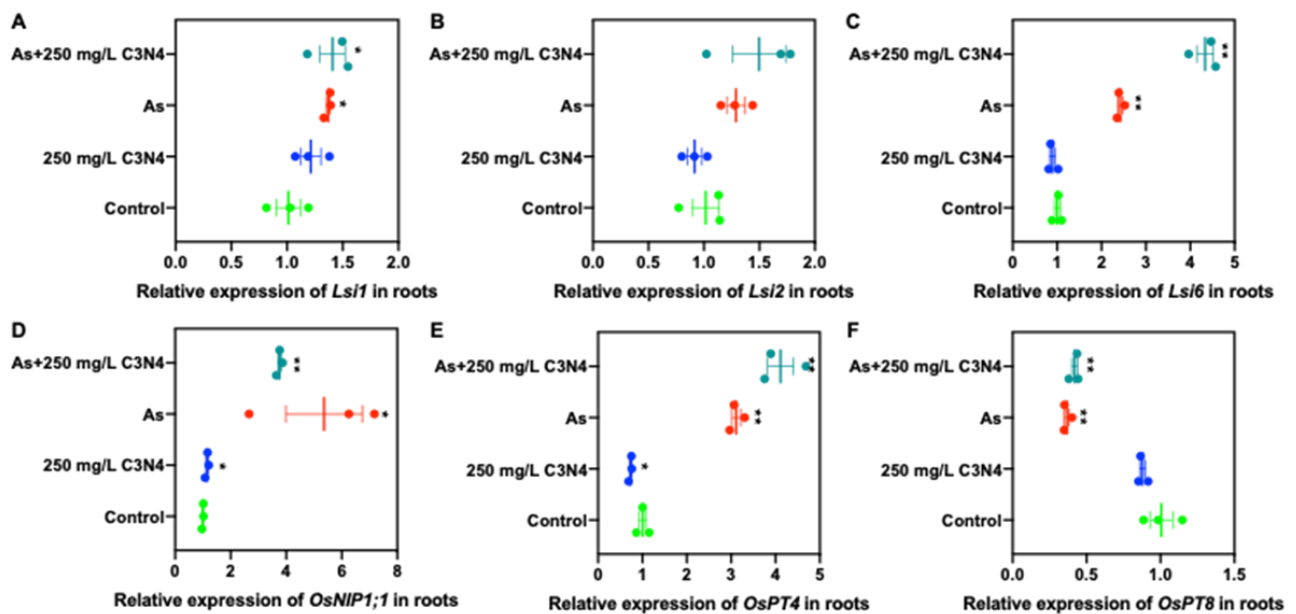 A
As+250 mg/L C3N4
*
As
*
250 mg/L C3N4
Control
0.0 0.5 1.0 1.5 2.0
Relative expression of Lsi1 in roots
B
As+250 mg/L C3N4
As
250 mg/L C3N4
Control
0.0 0.5 1.0 1.5 2.0
Relative expression of Lsi2 in roots
C
As+250 mg/L C3N4
**
As
**
250 mg/L C3N4
Control
0 1 2 3 4 5
Relative expression of Lsi6 in roots
D
As+250 mg/L C3N4
**
As
*
250 mg/L C3N4
*
Control
0 2 4 6 8
Relative expression of OsNIP1;1 in roots
E
As+250 mg/L C3N4
**
As
**
250 mg/L C3N4
*
Control
0 1 2 3 4 5
Relative expression of OsPT4 in roots
F
As+250 mg/L C3N4
**
As
**
250 mg/L C3N4
Control
0.0 0.5 1.0 1.5
Relative expression of OsPT8 in roots